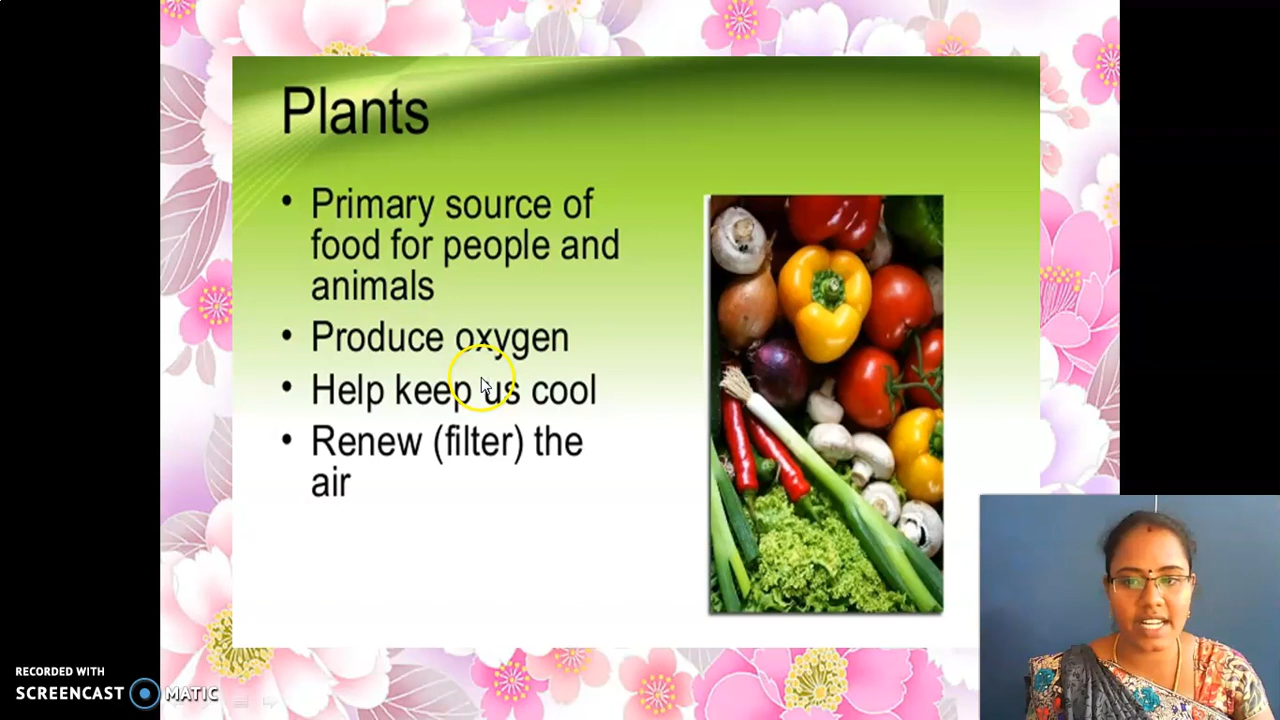 Plants
• Primary source of
food for people and
animals
• Produce oxygen
• Help keep us cool
• Renew (filter) the
air
RECORDED WITH
SCREENCAST MATIC